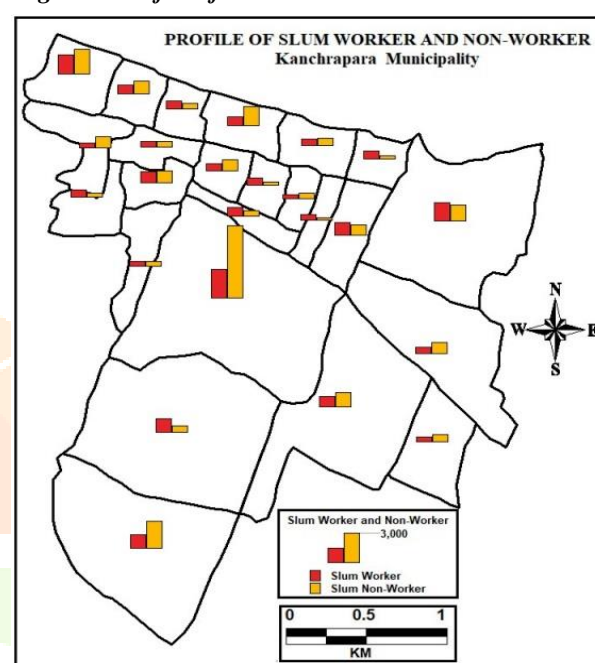 PROFILE OF SLUM WORKER AND NON-WORKER
Kanchrapara Municipality
N
W E
S
Slum Worker and Non-Worker
3,000
Slum Worker
Slum Non-Worker
0 0.5 1
KM